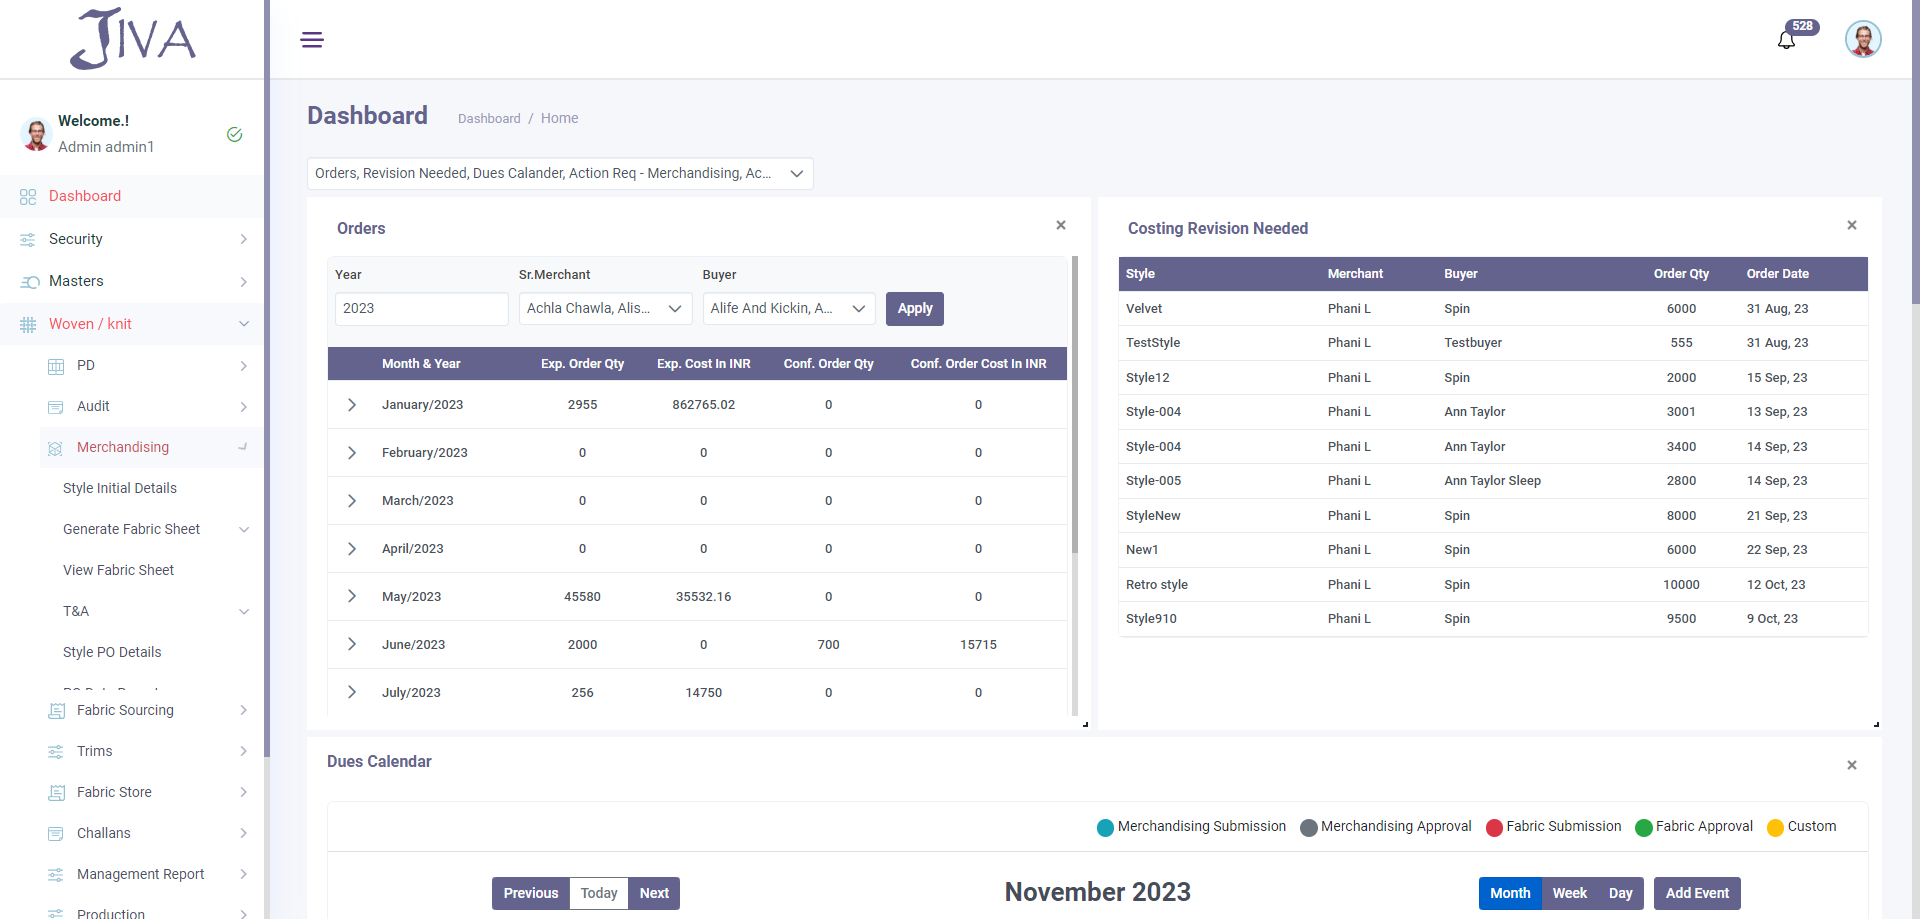 JIVA
528
Welcome.!
Admin admin1
Dashboard
Security
Masters
Woven / knit
PD
Audit
Merchandising
Style Initial Details
Generate Fabric Sheet
View Fabric Sheet
T&A
Style PO Details
Fabric Sourcing
Trims
Fabric Store
Challans
Management Report
Production
Dashboard
Dashboard / Home
Orders, Revision Needed, Dues Calander, Action Req - Merchandising, Ac...
Orders
×
Year Sr.Merchant Buyer
2023 Achla Chawla, Alis... Alife And Kickin, A... Apply
Month & Year Exp. Order Qty Exp. Cost In INR Conf. Order Qty Conf. Order Cost In INR
January/2023 2955 862765.02 0 0
February/2023 0 0 0 0
March/2023 0 0 0 0
April/2023 0 0 0 0
May/2023 45580 35532.16 0 0
June/2023 2000 0 700 15715
July/2023 256 14750 0 0
Costing Revision Needed
×
Style Merchant Buyer Order Qty Order Date
Velvet Phani L Spin 6000 31 Aug, 23
TestStyle Phani L Testbuyer 555 31 Aug, 23
Style12 Phani L Spin 2000 15 Sep, 23
Style-004 Phani L Ann Taylor 3001 13 Sep, 23
Style-004 Phani L Ann Taylor 3400 14 Sep, 23
Style-005 Phani L Ann Taylor Sleep 2800 14 Sep, 23
StyleNew Phani L Spin 8000 21 Sep, 23
New1 Phani L Spin 6000 22 Sep, 23
Retro style Phani L Spin 10000 12 Oct, 23
Style910 Phani L Spin 9500 9 Oct, 23
Dues Calendar
×
Merchandising Submission Merchandising Approval Fabric Submission Fabric Approval Custom
Previous Today Next November 2023 Month Week Day Add Event